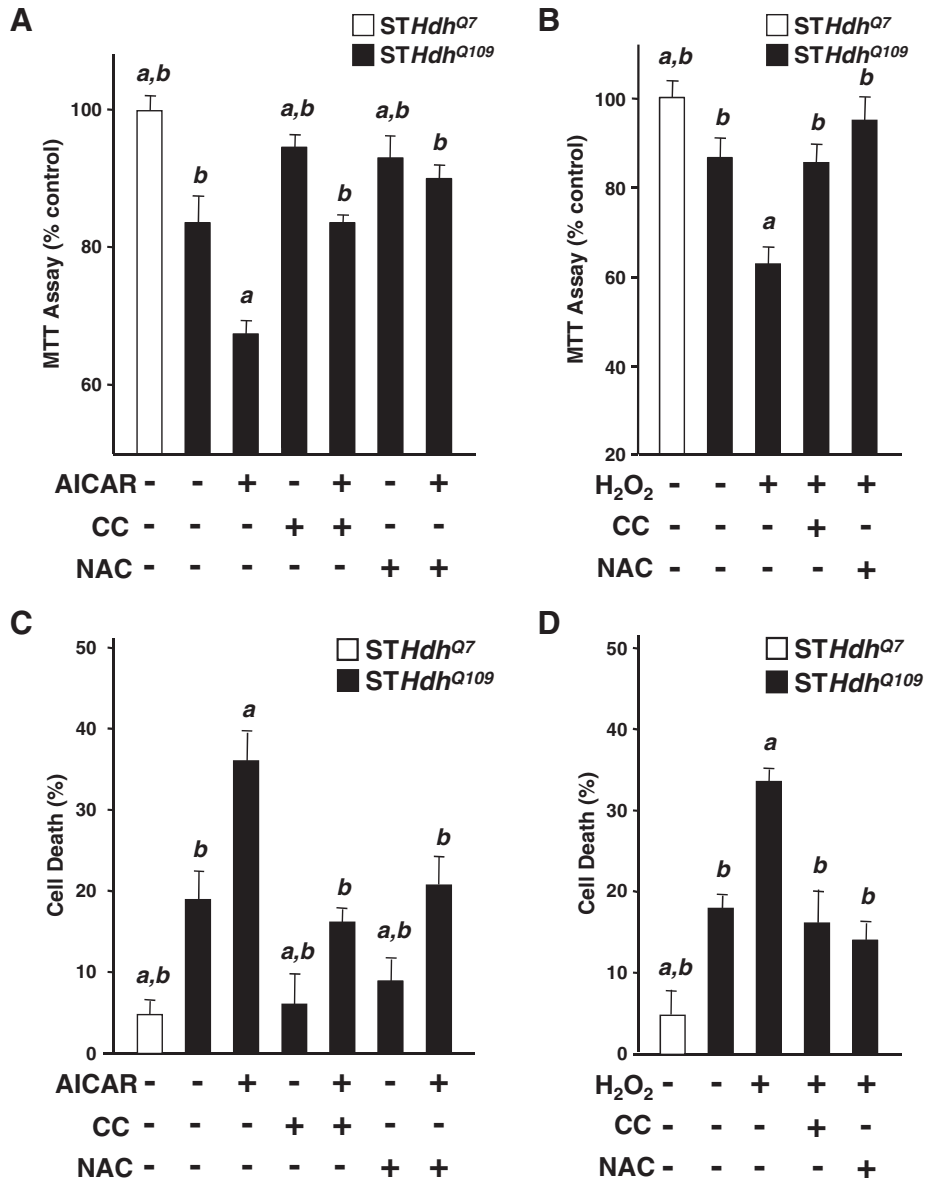 A
STHdhQ7
STHdhQ109
a,b
b
a
a,b
b
a,b
b
100
80
60
MTT Assay (% control)
AICAR - - + - + - +
CC - - - + + - -
NAC - - - - - + +
B
STHdhQ7
STHdhQ109
a,b
b
a
b
b
100
80
60
40
20
MTT Assay (% control)
H2O2 - - + + +
CC - - - + -
NAC - - - - +
C
STHdhQ7
STHdhQ109
a,b
b
a
a,b
b
a,b
b
50
40
30
20
10
0
Cell Death (%)
AICAR - - + - + - +
CC - - - + + - -
NAC - - - - - + +
D
STHdhQ7
STHdhQ109
a,b
b
a
b
b
50
40
30
20
10
0
Cell Death (%)
H2O2 - - + + +
CC - - - + -
NAC - - - - +